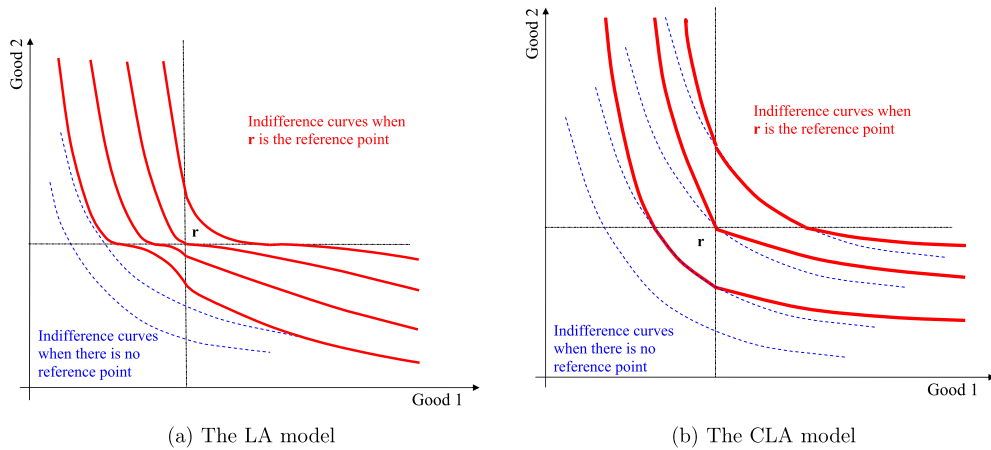 Good 2
Indifference curves when
r is the reference point
r
Indifference curves
when there is no
reference point
Good 1
(a) The LA model
Good 2
Indifference curves when
r is the reference point
r
Indifference curves
when there is no
reference point
Good 1
(b) The CLA model